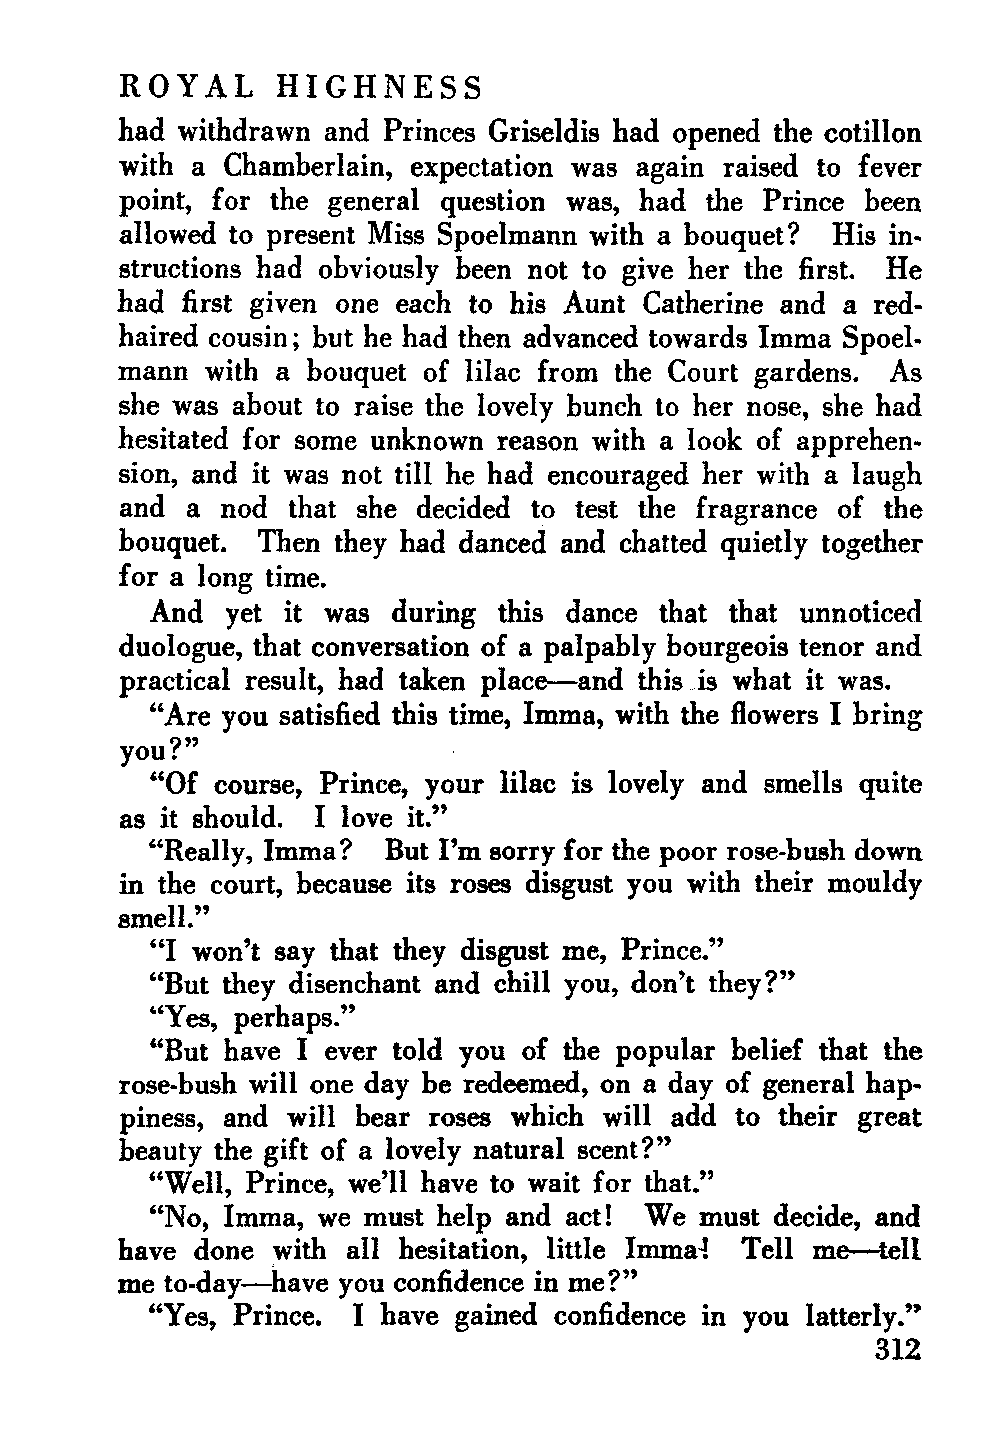 ROYAL HIGHNESS
had withdrawn and Princes Griseldis had opened the cotillon
with a Chamberlain, expectation was again raised to fever
point, for the general question was, had the Prince been
allowed to present Miss Spoelmann with a bouquet? His in-
structions had obviously been not to give her the first. He
had first given one each to his Aunt Catherine and a red-
haired cousin; but he had then advanced towards Imma Spoel-
mann with a bouquet of lilac from the Court gardens. As
she was about to raise the lovely bunch to her nose, she had
hesitated for some unknown reason with a look of apprehen-
sion, and it was not till he had encouraged her with a laugh
and a nod that she decided to test the fragrance of the
bouquet. Then they had danced and chatted quietly together
for a long time.
And yet it was during this dance that that unnoticed
duologue, that conversation of a palpably bourgeois tenor and
practical result, had taken place—and this is what it was.
“Are you satisfied this time, Imma, with the flowers I bring
you?”
“Of course, Prince, your lilac is lovely and smells quite
as it should. I love it.”
“Really, Imma? But I’m sorry for the poor rose-bush down
in the court, because its roses disgust you with their mouldy
smell.”
“I won’t say that they disgust me, Prince.”
“But they disenchant and chill you, don’t they?”
“Yes, perhaps.”
“But have I ever told you of the popular belief that the
rose-bush will one day be redeemed, on a day of general hap-
piness, and will bear roses which will add to their great
beauty the gift of a lovely natural scent?”
“Well, Prince, we’ll have to wait for that.”
“No, Imma, we must help and act! We must decide, and
have done with all hesitation, little Imma! Tell me—tell
me to-day—have you confidence in me?”
“Yes, Prince. I have gained confidence in you latterly.”
312